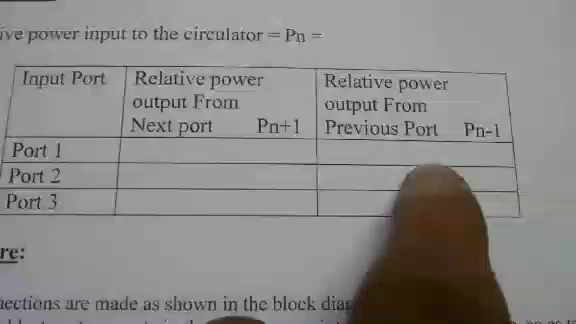 ive power input to the circulator = Pn =
Input Port Relative power output From Next port Pn+1 Relative power output From Previous Port Pn-1
Port 1
Port 2
Port 3
re:
nections are made as shown in the block